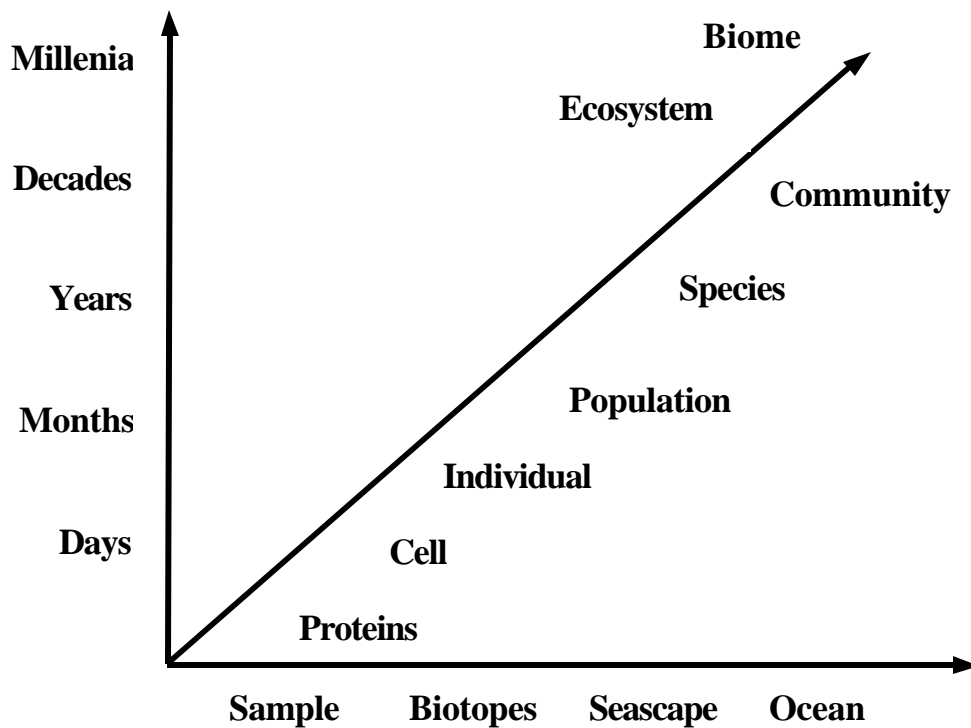 Biome
Millenia
Ecosystem
Decades
Community
Years
Species
Population
Months
Individual
Days
Cell
Proteins
Sample Biotopes Seascape Ocean